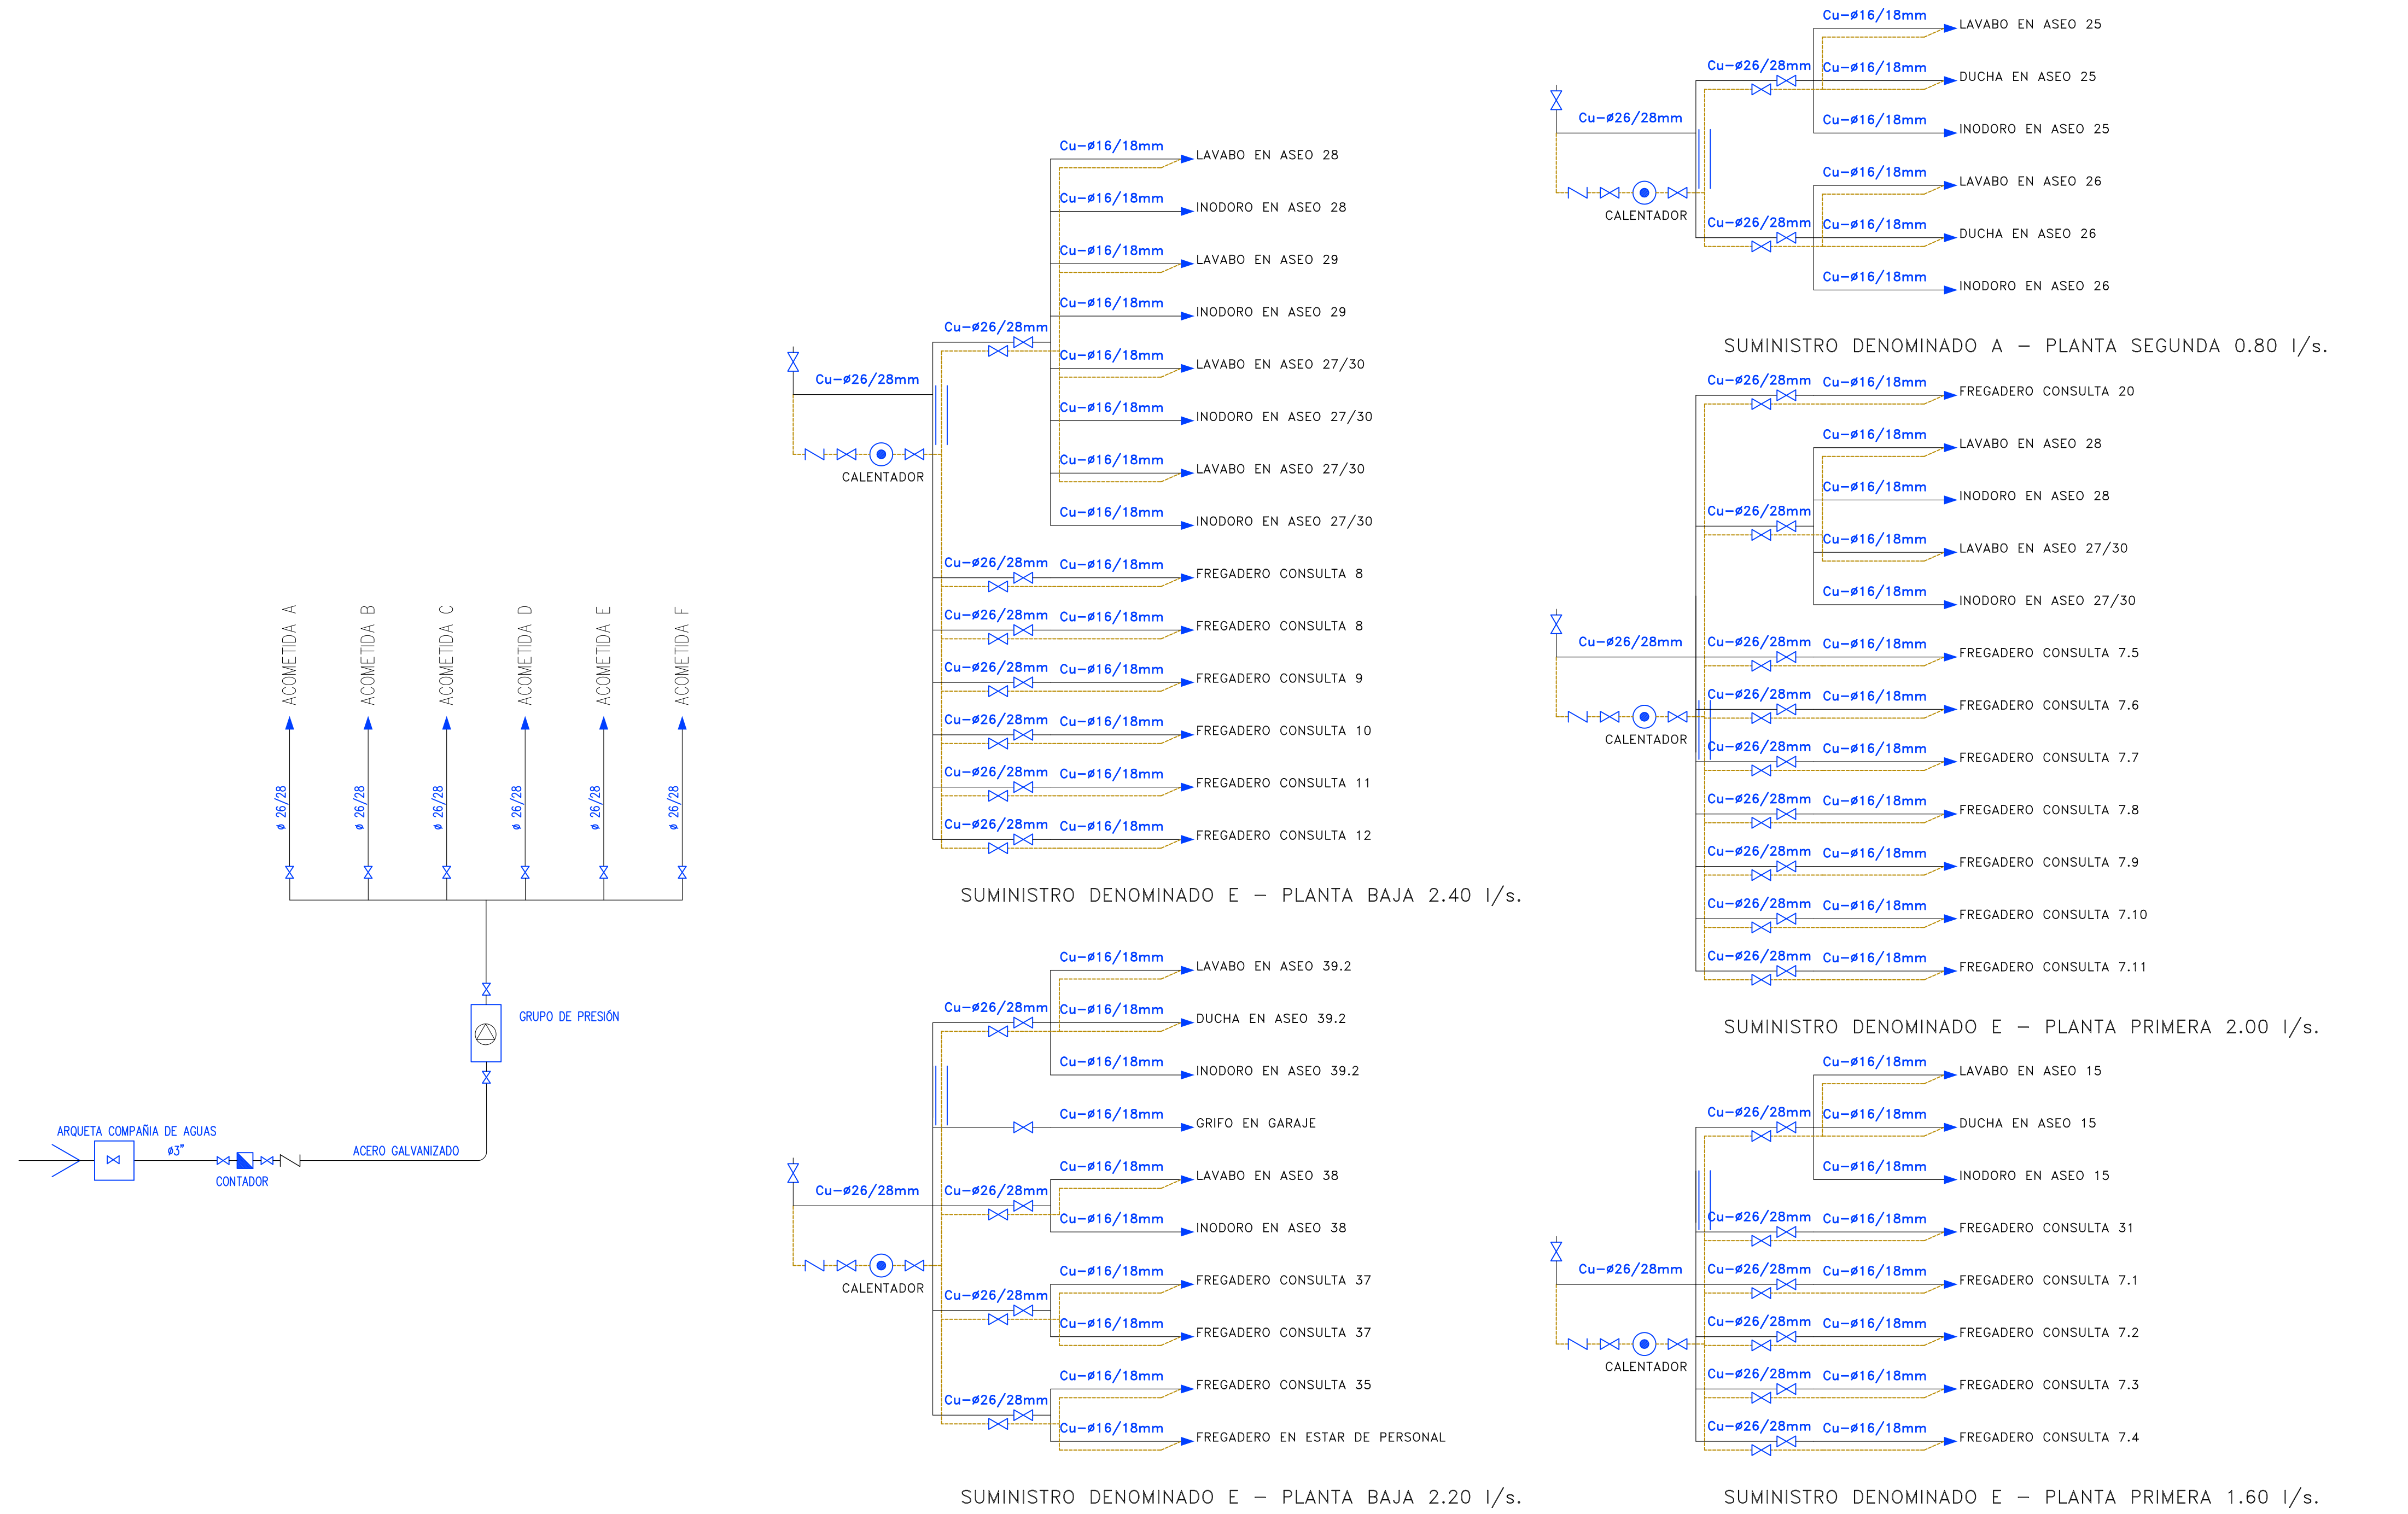 ACOMETIDA A
ACOMETIDA B
ACOMETIDA C
ACOMETIDA D
ACOMETIDA E
ACOMETIDA F
ø 26/28
ø 26/28
ø 26/28
ø 26/28
ø 26/28
ø 26/28
GRUPO DE PRESIÓN
ARQUETA COMPAÑIA DE AGUAS
ø3"
CONTADOR
ACERO GALVANIZADO
Cu-ø26/28mm
CALENTADOR
Cu-ø26/28mm
Cu-ø16/18mm LAVABO EN ASEO 28
Cu-ø16/18mm INODORO EN ASEO 28
Cu-ø16/18mm LAVABO EN ASEO 29
Cu-ø16/18mm INODORO EN ASEO 29
Cu-ø16/18mm LAVABO EN ASEO 27/30
Cu-ø16/18mm INODORO EN ASEO 27/30
Cu-ø16/18mm LAVABO EN ASEO 27/30
Cu-ø16/18mm INODORO EN ASEO 27/30
Cu-ø26/28mm Cu-ø16/18mm FREGADERO CONSULTA 8
Cu-ø26/28mm Cu-ø16/18mm FREGADERO CONSULTA 8
Cu-ø26/28mm Cu-ø16/18mm FREGADERO CONSULTA 9
Cu-ø26/28mm Cu-ø16/18mm FREGADERO CONSULTA 10
Cu-ø26/28mm Cu-ø16/18mm FREGADERO CONSULTA 11
Cu-ø26/28mm Cu-ø16/18mm FREGADERO CONSULTA 12
SUMINISTRO DENOMINADO E - PLANTA BAJA 2.40 l/s.
Cu-ø16/18mm LAVABO EN ASEO 39.2
Cu-ø26/28mm Cu-ø16/18mm DUCHA EN ASEO 39.2
Cu-ø16/18mm INODORO EN ASEO 39.2
Cu-ø16/18mm GRIFO EN GARAJE
Cu-ø16/18mm LAVABO EN ASEO 38
Cu-ø26/28mm Cu-ø26/28mm
Cu-ø16/18mm INODORO EN ASEO 38
CALENTADOR
Cu-ø16/18mm FREGADERO CONSULTA 37
Cu-ø26/28mm
Cu-ø16/18mm FREGADERO CONSULTA 37
Cu-ø16/18mm FREGADERO CONSULTA 35
Cu-ø26/28mm
Cu-ø16/18mm FREGADERO EN ESTAR DE PERSONAL
SUMINISTRO DENOMINADO E - PLANTA BAJA 2.20 l/s.
Cu-ø16/18mm LAVABO EN ASEO 25
Cu-ø26/28mm Cu-ø16/18mm DUCHA EN ASEO 25
Cu-ø26/28mm
Cu-ø16/18mm INODORO EN ASEO 25
Cu-ø16/18mm LAVABO EN ASEO 26
CALENTADOR
Cu-ø26/28mm Cu-ø16/18mm DUCHA EN ASEO 26
Cu-ø16/18mm INODORO EN ASEO 26
SUMINISTRO DENOMINADO A - PLANTA SEGUNDA 0.80 l/s.
Cu-ø26/28mm Cu-ø16/18mm FREGADERO CONSULTA 20
Cu-ø16/18mm LAVABO EN ASEO 28
Cu-ø16/18mm INODORO EN ASEO 28
Cu-ø26/28mm
Cu-ø16/18mm LAVABO EN ASEO 27/30
Cu-ø16/18mm INODORO EN ASEO 27/30
Cu-ø26/28mm Cu-ø26/28mm Cu-ø16/18mm FREGADERO CONSULTA 7.5
Cu-ø26/28mm Cu-ø16/18mm FREGADERO CONSULTA 7.6
CALENTADOR
Cu-ø26/28mm Cu-ø16/18mm FREGADERO CONSULTA 7.7
Cu-ø26/28mm Cu-ø16/18mm FREGADERO CONSULTA 7.8
Cu-ø26/28mm Cu-ø16/18mm FREGADERO CONSULTA 7.9
Cu-ø26/28mm Cu-ø16/18mm FREGADERO CONSULTA 7.10
Cu-ø26/28mm Cu-ø16/18mm FREGADERO CONSULTA 7.11
SUMINISTRO DENOMINADO E - PLANTA PRIMERA 2.00 l/s.
Cu-ø16/18mm LAVABO EN ASEO 15
Cu-ø26/28mm Cu-ø16/18mm DUCHA EN ASEO 15
Cu-ø16/18mm INODORO EN ASEO 15
Cu-ø26/28mm Cu-ø16/18mm FREGADERO CONSULTA 31
Cu-ø26/28mm Cu-ø26/28mm Cu-ø16/18mm FREGADERO CONSULTA 7.1
Cu-ø26/28mm Cu-ø16/18mm FREGADERO CONSULTA 7.2
CALENTADOR
Cu-ø26/28mm Cu-ø16/18mm FREGADERO CONSULTA 7.3
Cu-ø26/28mm Cu-ø16/18mm FREGADERO CONSULTA 7.4
SUMINISTRO DENOMINADO E - PLANTA PRIMERA 1.60 l/s.